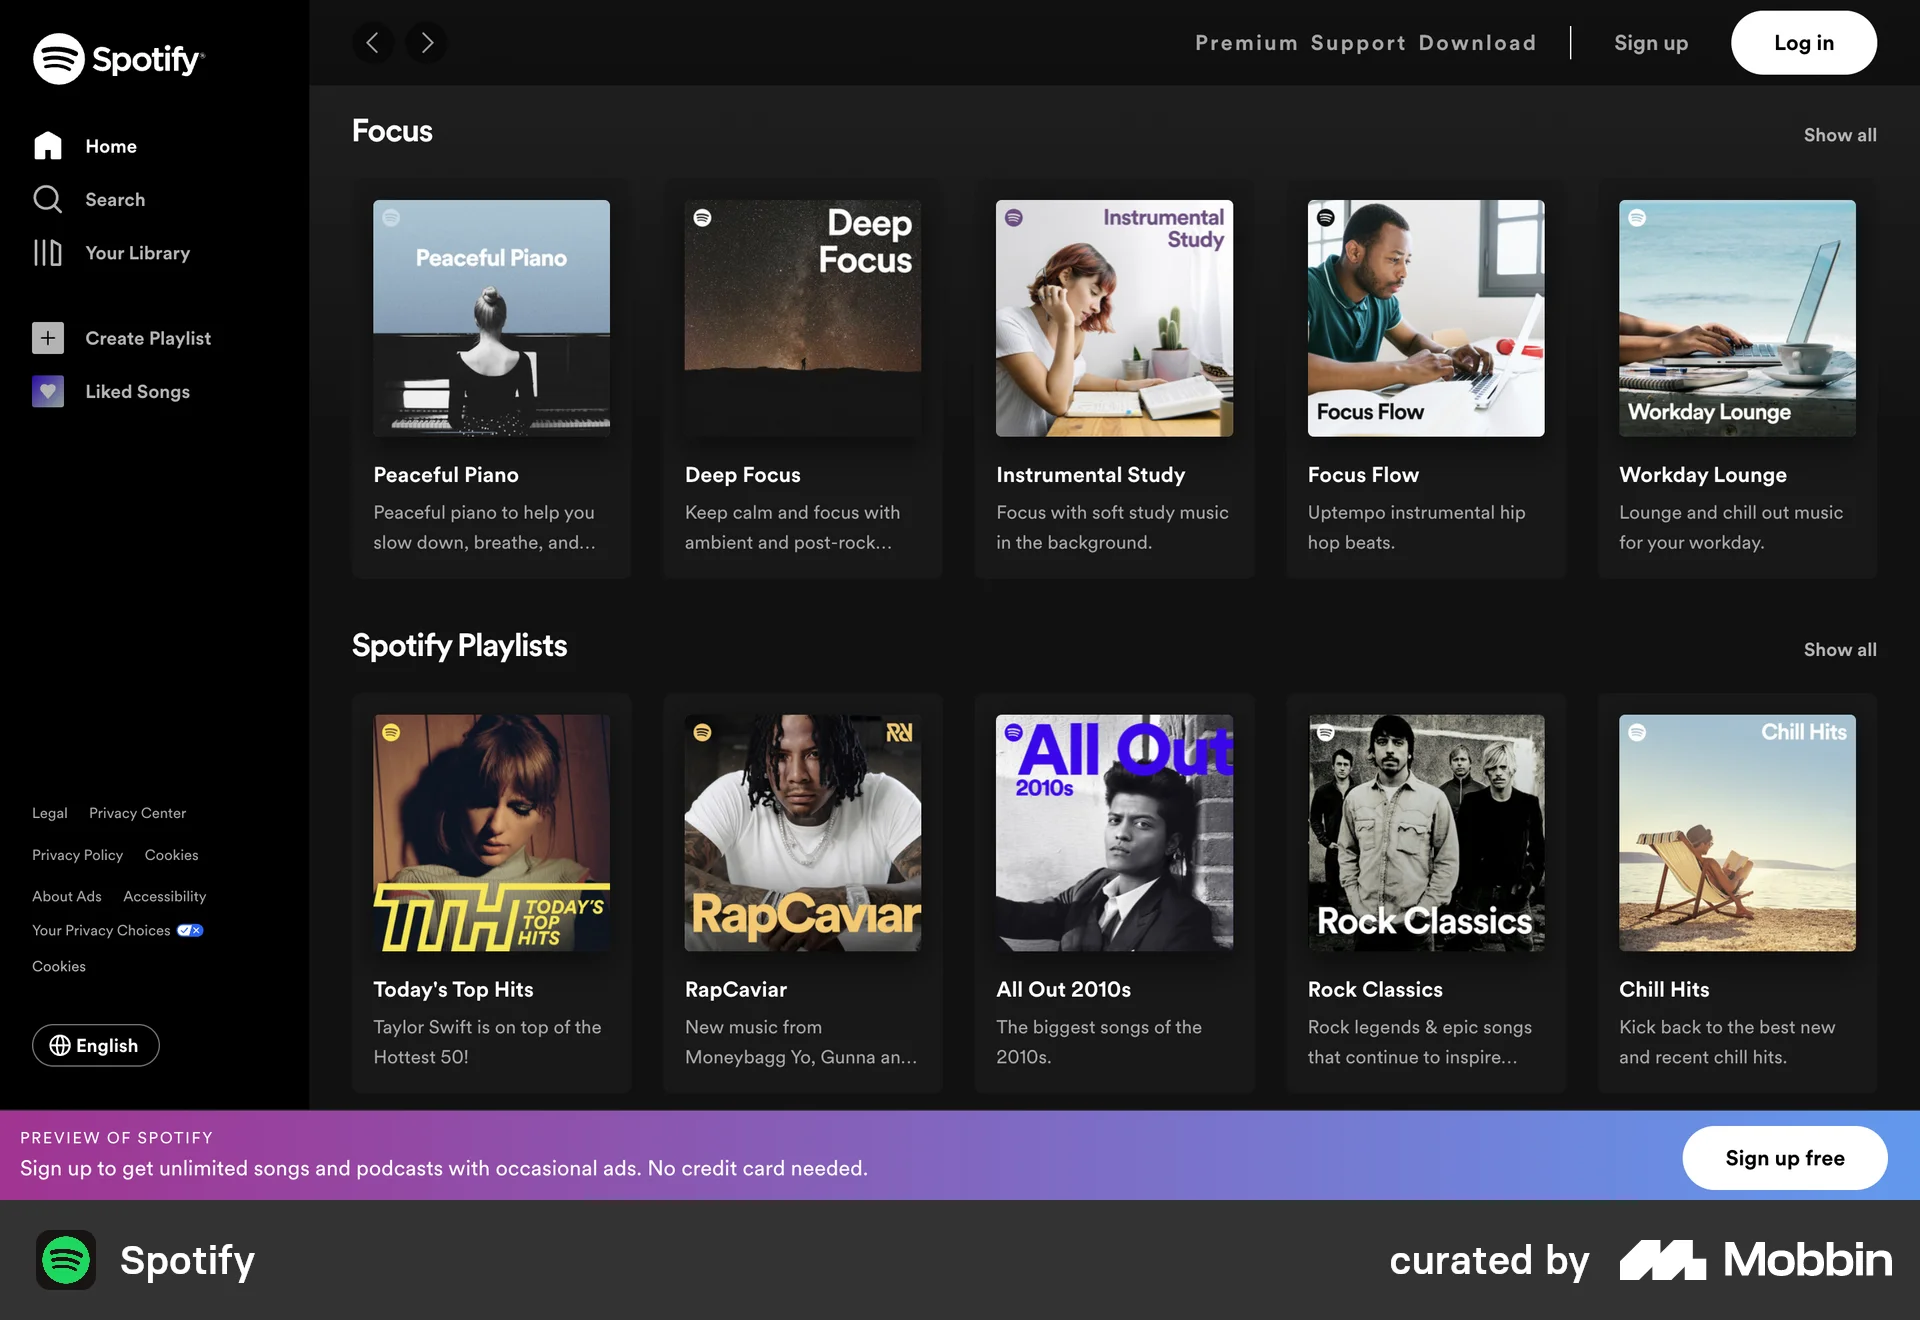 Spotify
Home
Search
Your Library
Create Playlist
Liked Songs
Legal Privacy Center
Privacy Policy Cookies
About Ads Accessibility
Your Privacy Choices
Cookies
English
Premium Support Download
Sign up
Log in
Focus
Show all
Peaceful Piano
Deep
Focus
Instrumental
Study
Focus Flow
Workday Lounge
Peaceful Piano
Peaceful piano to help you
slow down, breathe, and...
Deep Focus
Keep calm and focus with
ambient and post-rock...
Instrumental Study
Focus with soft study music
in the background.
Focus Flow
Uptempo instrumental hip
hop beats.
Workday Lounge
Lounge and chill out music
for your workday.
Spotify Playlists
Show all
TTH TODAY'S
TOP
HITS
RapCaviar
All Out
2010s
Rock Classics
Chill Hits
Today's Top Hits
Taylor Swift is on top of the
Hottest 50!
RapCaviar
New music from
Moneybagg Yo, Gunna an...
All Out 2010s
The biggest songs of the
2010s.
Rock Classics
Rock legends & epic songs
that continue to inspire...
Chill Hits
Kick back to the best new
and recent chill hits.
PREVIEW OF SPOTIFY
Sign up to get unlimited songs and podcasts with occasional ads. No credit card needed.
Sign up free
Spotify
curated by Mobbin